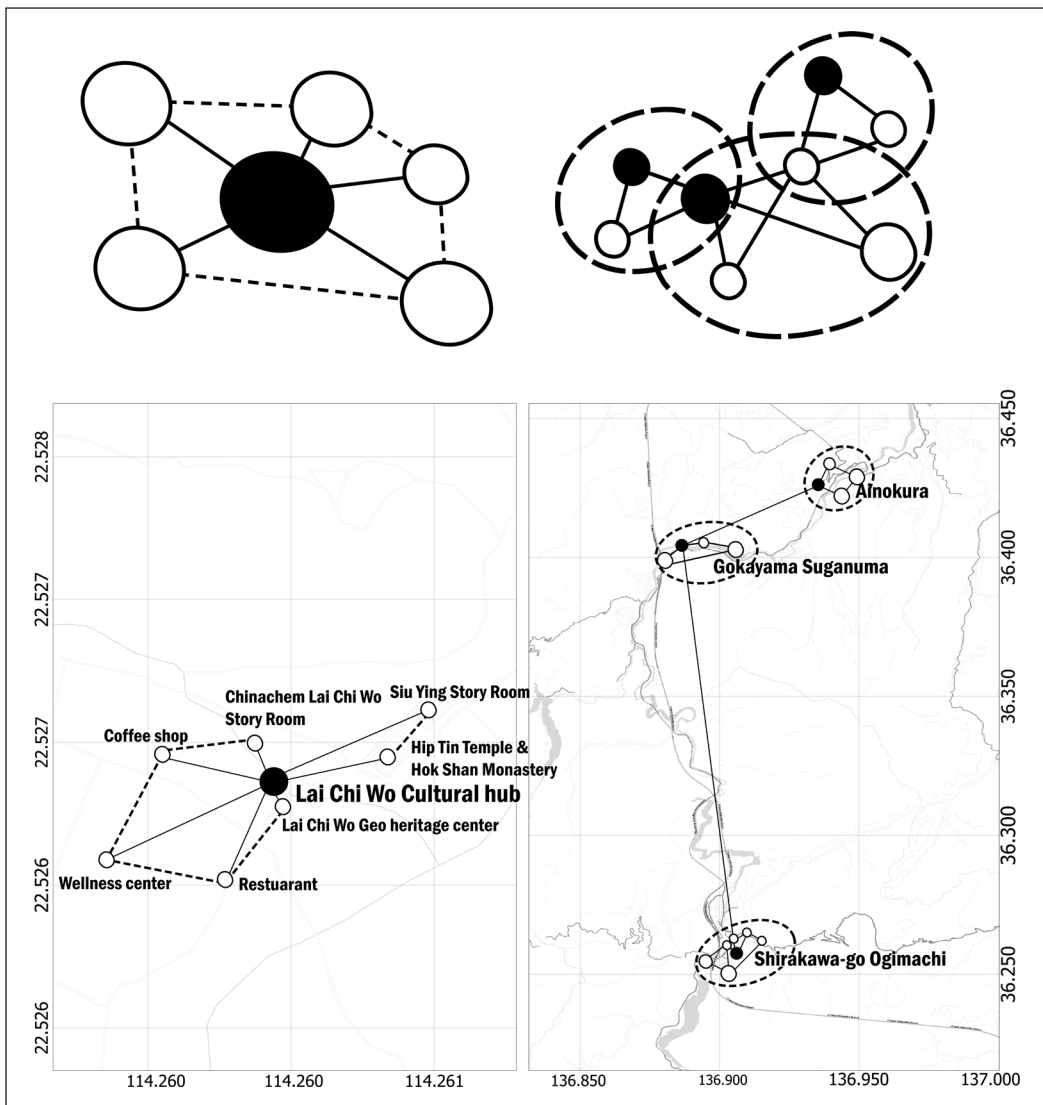 22.528
22.527
22.527
22.526
22.526
114.260
114.260
114.261
Chinachem Lai Chi Wo
Story Room
Siu Ying Story Room
Coffee shop
Hip Tin Temple &
Hok Shan Monastery
Lai Chi Wo Cultural hub
Lai Chi Wo Geo heritage center
Wellness center
Restuarant
36.450
36.400
36.350
36.300
36.250
136.850
136.900
136.950
137.000
Ainokura
Gokayama Suganuma
Shirakawa-go Ogimachi